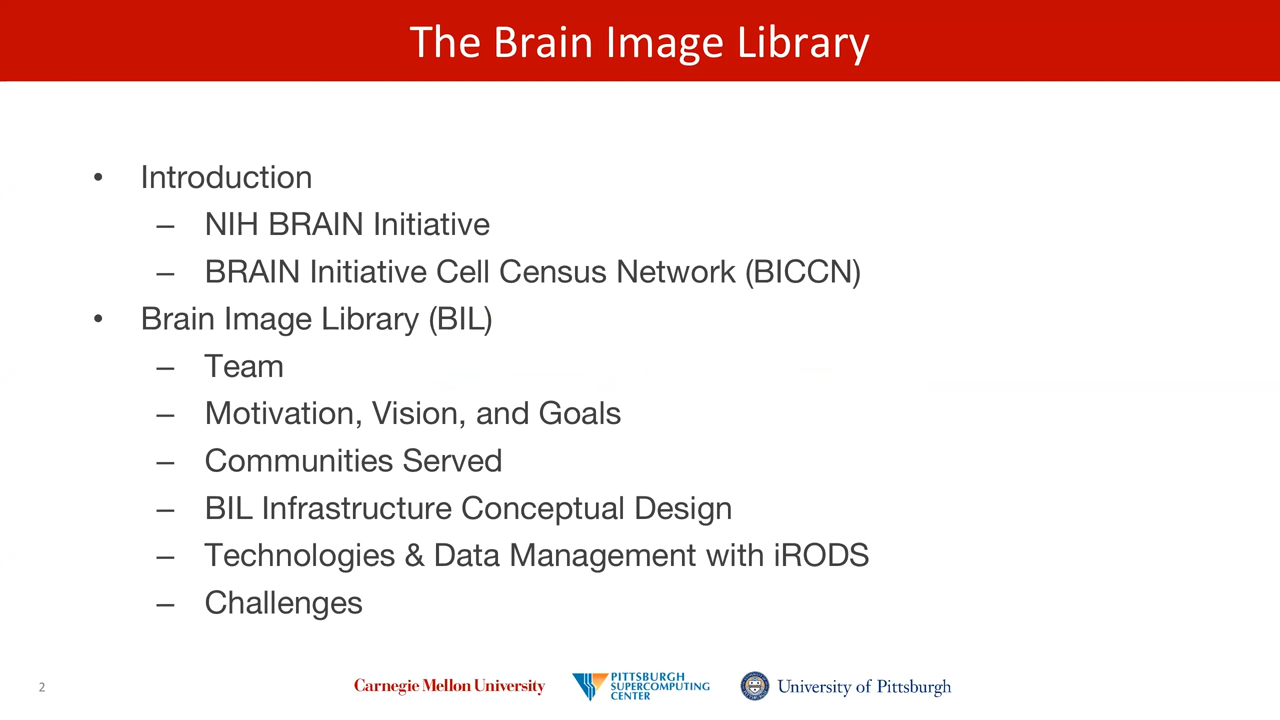 The Brain Image Library
• Introduction
– NIH BRAIN Initiative
– BRAIN Initiative Cell Census Network (BICCN)
• Brain Image Library (BIL)
– Team
– Motivation, Vision, and Goals
– Communities Served
– BIL Infrastructure Conceptual Design
– Technologies & Data Management with iRODS
– Challenges
2
Carnegie Mellon University
PITTSBURGH
SUPERCOMPUTING
CENTER
University of Pittsburgh